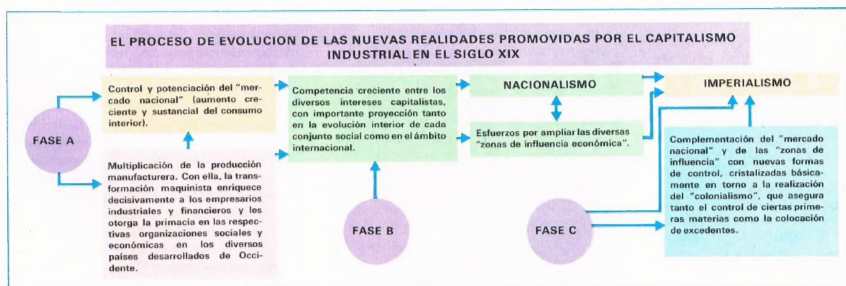 EL PROCESO DE EVOLUCION DE LAS NUEVAS REALIDADES PROMOVIDAS POR EL CAPITALISMO
INDUSTRIAL EN EL SIGLO XIX
FASE A
Control y potenciación del "mer-
cado nacional" (aumento cre-
ciente y sustancial del consumo
interior).
Multiplicación de la producción
manufacturera. Con ella, la trans-
formación maquinista enriquece
decisivamente a los empresarios
industriales y financieros y les
otorga la primacia en las respec-
tivas organizaciones sociales y
económicas en los diversos
países desarrollados de Occi-
dente.
Competencia creciente entre los
diversos intereses capitalistas,
con importante proyección tanto
en la evolución interior de cada
conjunto social como en el ámbito
internacional.
FASE B
NACIONALISMO
Esfuerzos por ampliar las diversas
"zonas de influencia económica".
FASE C
IMPERIALISMO
Complementación del "mercado
nacional" y de las "zonas de
influencia" con nuevas formas
de control, cristalizadas básica-
mente en torno a la realización
del "colonialismo", que asegura
tanto el control de ciertas prime-
ras materias como la colocación
de excedentes.